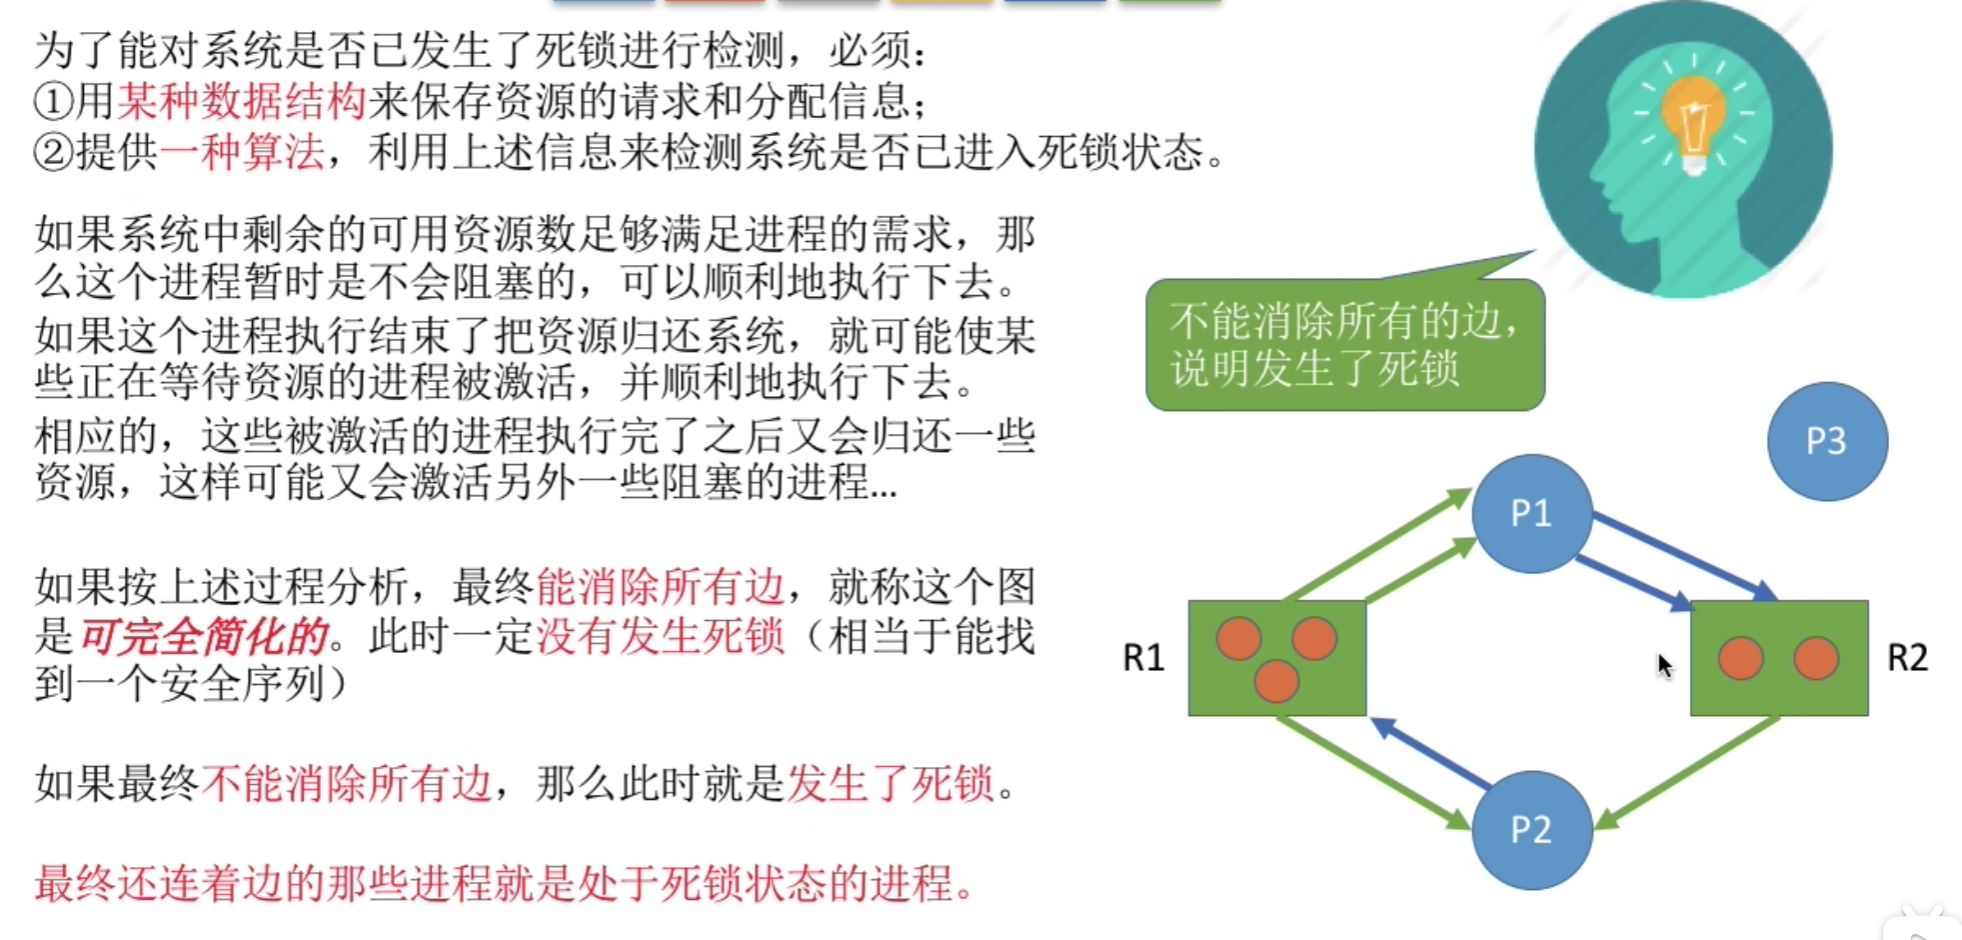 为了能对系统是否已发生了死锁进行检测，必须：
①用某种数据结构来保存资源的请求和分配信息；
②提供一种算法，利用上述信息来检测系统是否已进入死锁状态。
如果系统中剩余的可用资源数足够满足进程的需求，那
么这个进程暂时是不会阻塞的，可以顺利地执行下去。
如果这个进程执行结束了把资源归还系统，就可能使某
些正在等待资源的进程被激活，并顺利地执行下去。
相应的，这些被激活的进程执行完了之后又会归还一些
资源，这样可能又会激活另外一些阻塞的进程...
如果按上述过程分析，最终能消除所有边，就称这个图
是可完全简化的。此时一定没有发生死锁（相当于能找
到一个安全序列）
如果最终不能消除所有边，那么此时就是发生了死锁。
最终还连着边的那些进程就是处于死锁状态的进程。
不能消除所有的边，
说明发生了死锁
P3
P1
R1
R2
P2